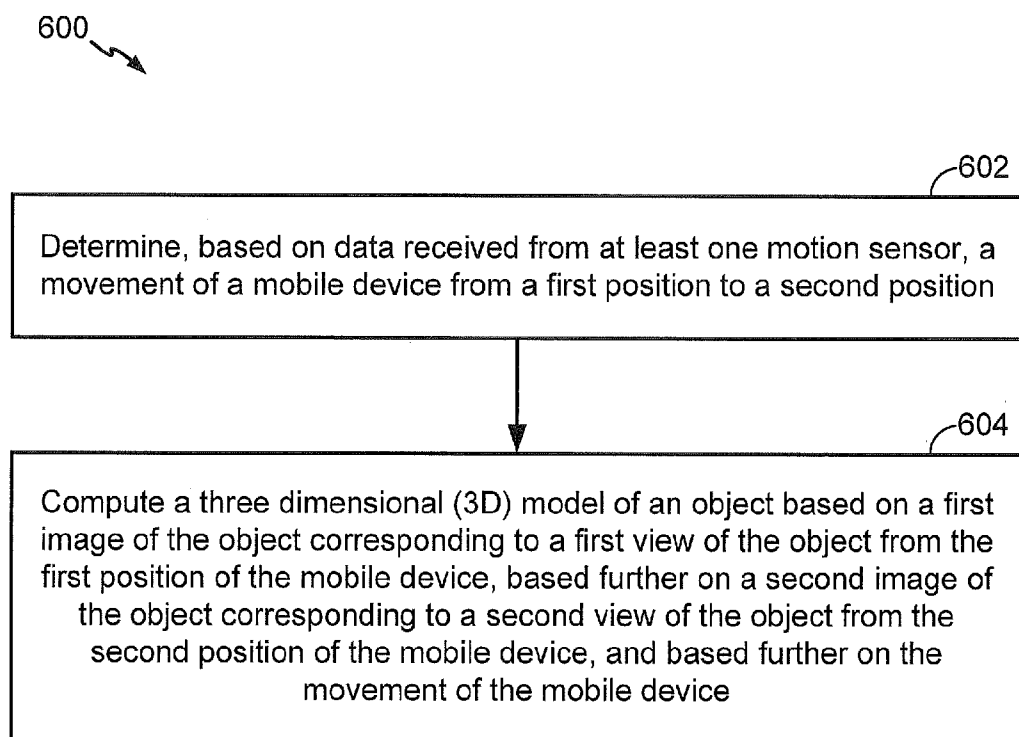 600
602
Determine, based on data received from at least one motion sensor, a
movement of a mobile device from a first position to a second position
604
Compute a three dimensional (3D) model of an object based on a first
image of the object corresponding to a first view of the object from the
first position of the mobile device, based further on a second image of
the object corresponding to a second view of the object from the
second position of the mobile device, and based further on the
movement of the mobile device